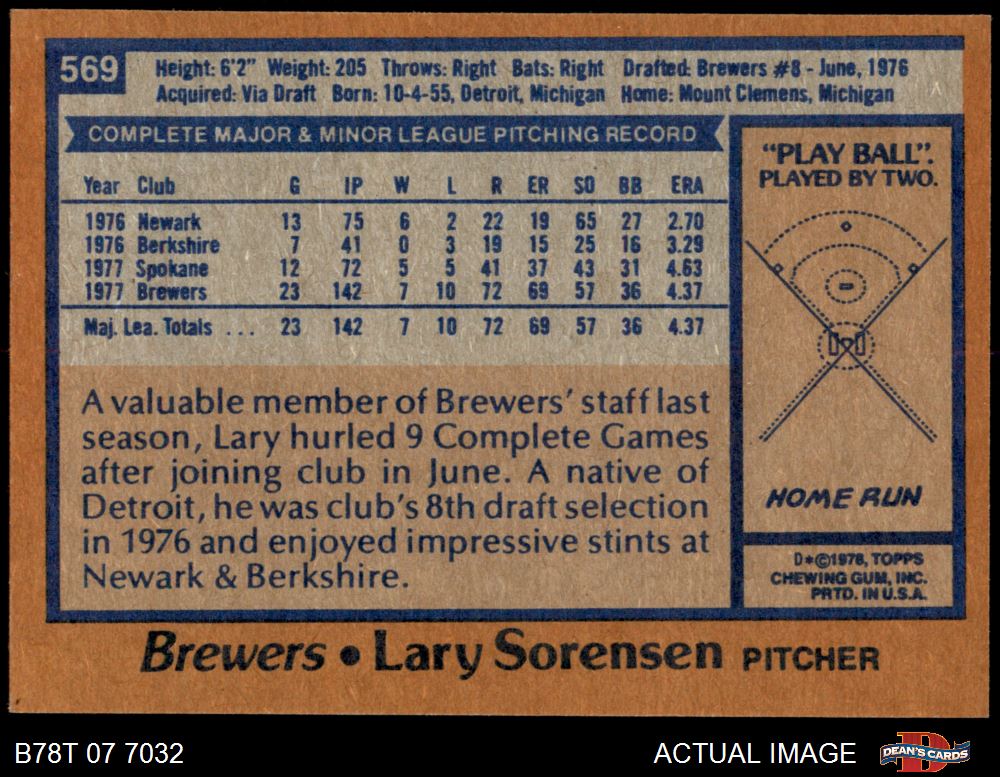 569
Height: 6'2" Weight: 205 Throws: Right Bats: Right Drafted: Brewers #8 - June, 1976
Acquired: Via Draft Born: 10-4-55, Detroit, Michigan Home: Mount Clemens, Michigan
COMPLETE MAJOR & MINOR LEAGUE PITCHING RECORD
Year Club G IP W L R ER SO BB ERA
1976 Newark 13 75 6 2 22 19 65 27 2.70
1976 Berkshire 7 41 0 3 19 15 25 16 3.29
1977 Spokane 12 72 5 5 41 37 43 31 4.63
1977 Brewers 23 142 7 10 72 69 57 36 4.37
Maj. Lea. Totals ... 23 142 7 10 72 69 57 36 4.37
A valuable member of Brewers' staff last
season, Lary hurled 9 Complete Games
after joining club in June. A native of
Detroit, he was club's 8th draft selection
in 1976 and enjoyed impressive stints at
Newark & Berkshire.
"PLAY BALL".
PLAYED BY TWO.
HOME RUN
D*©1978, TOPPS
CHEWING GUM, INC.
PRTD. IN U.S.A.
Brewers • Lary Sorensen PITCHER
B78T 07 7032
ACTUAL IMAGE
DEAN'S CARDS